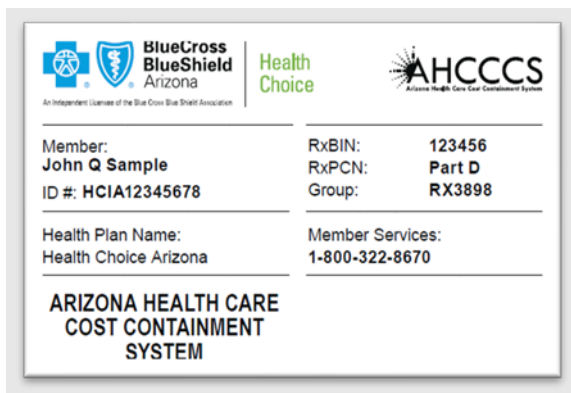 BlueCross
BlueShield
Arizona
Health
Choice
An Independent Licensee of the Blue Cross Blue Shield Association
AHCCCS
Arizona Health Care Cost Containment System
Member:
John Q Sample
ID #: HCIA12345678
RxBIN: 123456
RxPCN: Part D
Group: RX3898
Health Plan Name:
Health Choice Arizona
Member Services:
1-800-322-8670
ARIZONA HEALTH CARE
COST CONTAINMENT
SYSTEM